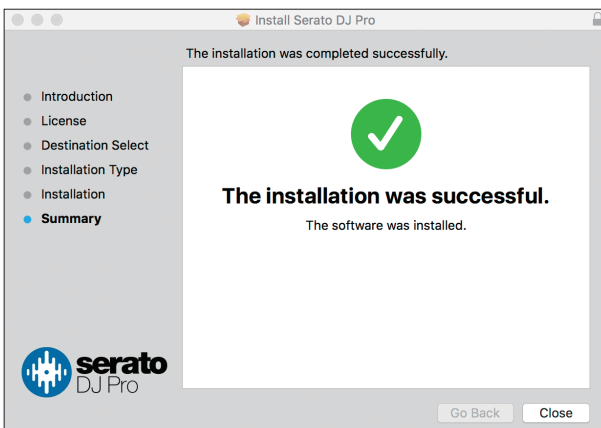 Install Serato DJ Pro
The installation was completed successfully.
Introduction
License
Destination Select
Installation Type
Installation
Summary
The installation was successful.
The software was installed.
serato
DJ Pro
Go Back
Close